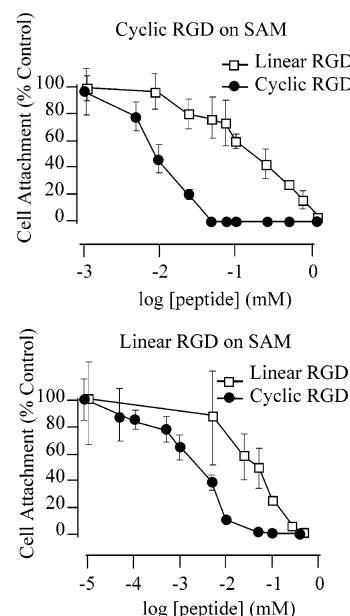 Cyclic RGD on SAM
Linear RGD
Cyclic RGD
Cell Attachment (% Control)
100
80
60
40
20
0
-3 -2 -1 0
log [peptide] (mM)
Linear RGD on SAM
Linear RGD
Cyclic RGD
Cell Attachment (% Control)
100
80
60
40
20
0
-5 -4 -3 -2 -1 0
log [peptide] (mM)